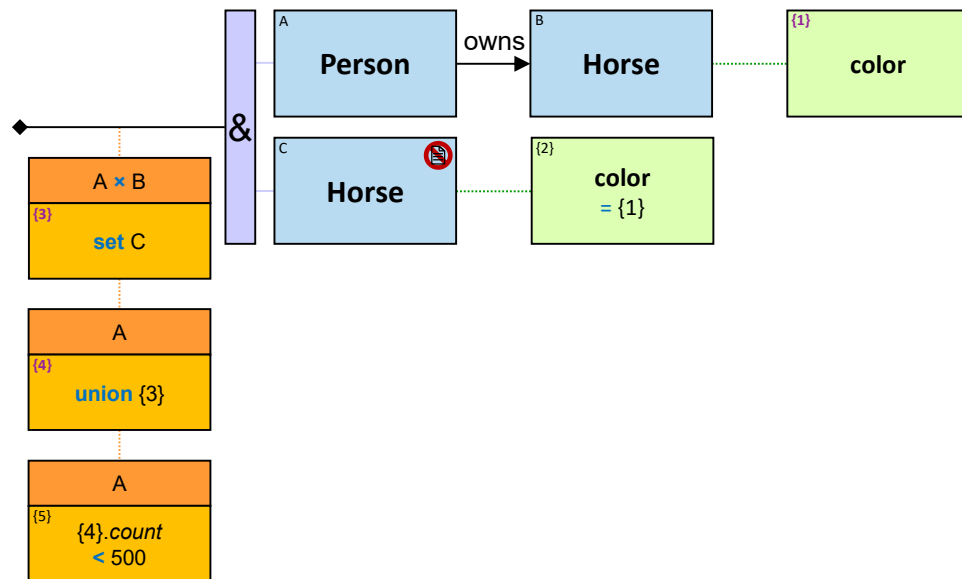 A
Person
owns
B
Horse
{1}
color
&
C
Horse
{2}
color
= {1}
A × B
{3}
set C
A
{4}
union {3}
A
{5}
{4}.count
< 500